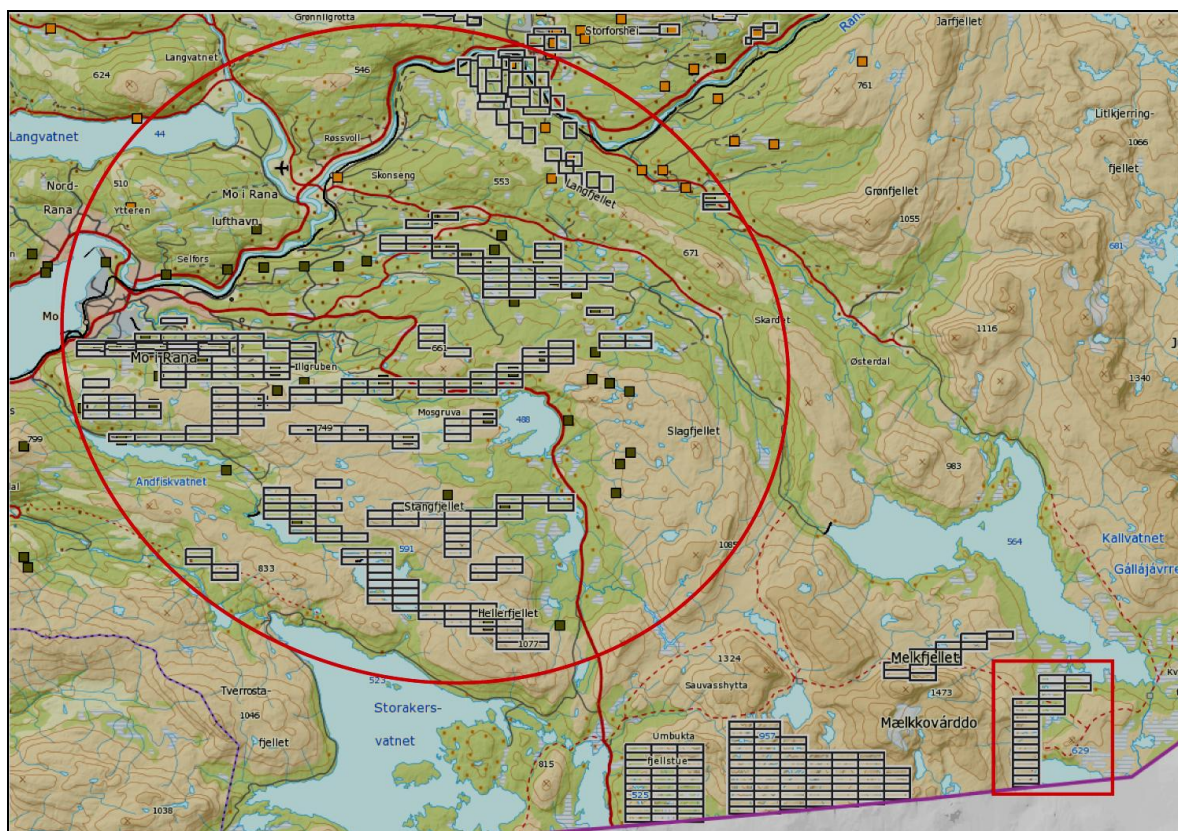 Grønnligrotta
Storforshei
Jarfjellet
Langvatnet
624
546
761
Litlkjerring-
1066
fjellet
Langvatnet
44
Røssvoll
Skonseng
Nord-
Rana
510
Ytteren
Mo i Rana
lufthavn
553
Langfjellet
Grønfjellet
1055
671
681
Selfors
Mo
Skardet
1116
Mo i Rana
Illgruben
661
Østerdal
1340
Mosgruva
488
749
Slagfjellet
799
983
Andfiskvatnet
Stangfjellet
591
1085
564
Kallvatnet
Gállájávrre
833
Hellerfjellet
1077
1324
Melkfjellet
Sauvasshytta
1473
523
Tverrosta-
1046
fjellet
Storakers-
vatnet
Mælkkovárddo
Umbukta
fjellstue
957
629
815
525
1038